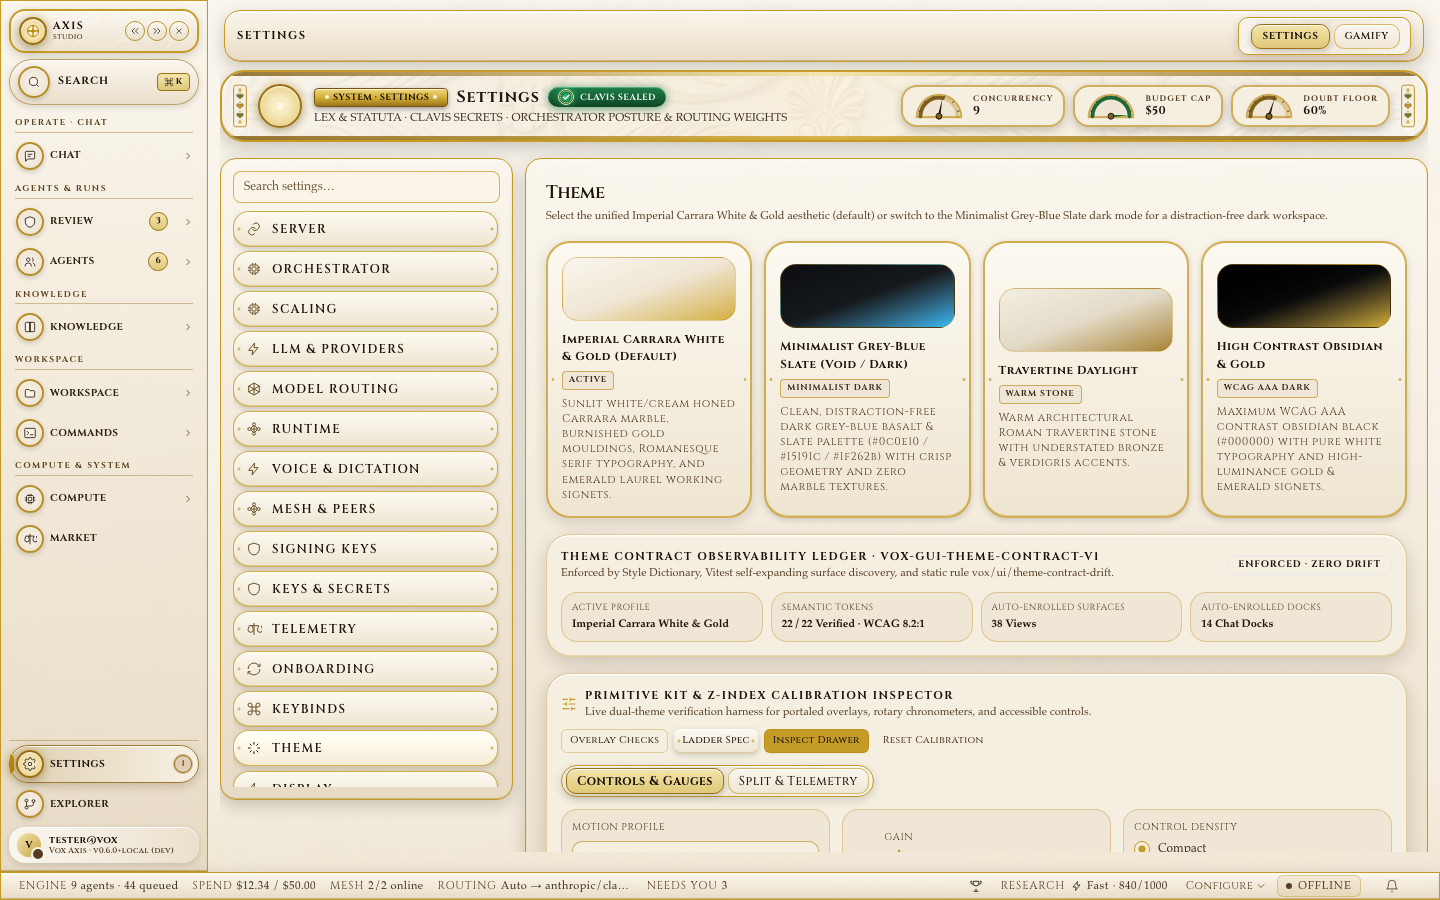 AXIS
STUDIO
SEARCH
⌘ K
OPERATE · CHAT
CHAT
AGENTS & RUNS
REVIEW 3
AGENTS 6
KNOWLEDGE
KNOWLEDGE
WORKSPACE
WORKSPACE
COMMANDS
COMPUTE & SYSTEM
COMPUTE
MARKET
SETTINGS 1
EXPLORER
V
TESTER@VOX
VOX AXIS · V0.6.0+LOCAL (DEV)
SETTINGS
SETTINGS GAMIFY
SYSTEM · SETTINGS
SETTINGS
CLAVIS SEALED
LEX & STATUTA · CLAVIS SECRETS · ORCHESTRATOR POSTURE & ROUTING WEIGHTS
CONCURRENCY
9
BUDGET CAP
$50
DOUBT FLOOR
60%
Search settings...
SERVER
ORCHESTRATOR
SCALING
LLM & PROVIDERS
MODEL ROUTING
RUNTIME
VOICE & DICTATION
MESH & PEERS
SIGNING KEYS
KEYS & SECRETS
TELEMETRY
ONBOARDING
KEYBINDS
THEME
DISPLAY
THEME
Select the unified Imperial Carrara White & Gold aesthetic (default) or switch to the Minimalist Grey-Blue Slate dark mode for a distraction-free dark workspace.
IMPERIAL CARRARA WHITE
& GOLD (DEFAULT)
ACTIVE
SUNLIT WHITE/CREAM HONED
CARRARA MARBLE,
BURNISHED GOLD
MOULDINGS, ROMANESQUE
SERIF TYPOGRAPHY, AND
EMERALD LAUREL WORKING
SIGNETS.
MINIMALIST GREY-BLUE
SLATE (VOID / DARK)
MINIMALIST DARK
CLEAN, DISTRACTION-FREE
DARK GREY-BLUE BASALT &
SLATE PALETTE (#0C0E10 /
#15191C / #1F262B) WITH CRISP
GEOMETRY AND ZERO
MARBLE TEXTURES.
TRAVERTINE DAYLIGHT
WARM STONE
WARM ARCHITECTURAL
ROMAN TRAVERTINE STONE
WITH UNDERSTATED BRONZE
& VERDIGRIS ACCENTS.
HIGH CONTRAST OBSIDIAN
& GOLD
WCAG AAA DARK
MAXIMUM WCAG AAA
CONTRAST OBSIDIAN BLACK
(#000000) WITH PURE WHITE
TYPOGRAPHY AND HIGH-
LUMINANCE GOLD &
EMERALD SIGNETS.
THEME CONTRACT OBSERVABILITY LEDGER · VOX-GUI-THEME-CONTRACT-V1
Enforced by Style Dictionary, Vitest self-expanding surface discovery, and static rule vox/ui/theme-contract-drift.
ENFORCED · ZERO DRIFT
ACTIVE PROFILE
Imperial Carrara White & Gold
SEMANTIC TOKENS
22 / 22 Verified · WCAG 8.2:1
AUTO-ENROLLED SURFACES
38 Views
AUTO-ENROLLED DOCKS
14 Chat Docks
PRIMITIVE KIT & Z-INDEX CALIBRATION INSPECTOR
Live dual-theme verification harness for portaled overlays, rotary chronometers, and accessible controls.
OVERLAY CHECKS LADDER SPEC INSPECT DRAWER RESET CALIBRATION
CONTROLS & GAUGES SPLIT & TELEMETRY
MOTION PROFILE
GAIN
CONTROL DENSITY
Compact
ENGINE 9 agents · 44 queued SPEND $12.34 / $50.00 MESH 2/2 online ROUTING Auto → anthropic/cla... NEEDS YOU 3 RESEARCH Fast · 840/1000 CONFIGURE OFFLINE